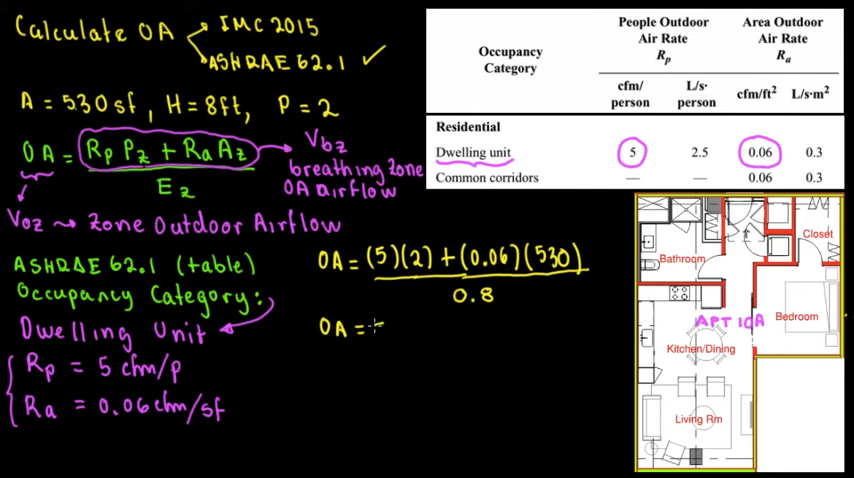 Calculate OA
IMC 2015
ASHRAE 62.1 ✓
A = 530 sf, H = 8ft, P = 2
OA = Rp Pz + Ra Az
Ez
Vbz
breathing zone
OA airflow
Voz → Zone Outdoor Airflow
ASHRAE 62.1 (table)
Occupancy Category:
Dwelling Unit
Rp = 5 cfm/p
Ra = 0.06 cfm/sf
OA = (5)(2) + (0.06)(530)
0.8
OA =
Occupancy
Category
People Outdoor
Air Rate
Rp
Area Outdoor
Air Rate
Ra
cfm/
person
L/s·
person
cfm/ft² L/s·m²
Residential
Dwelling unit 5 2.5 0.06 0.3
Common corridors — — 0.06 0.3
Closet
Bathroom
Bedroom
APT 10A
Kitchen/Dining
Living Rm